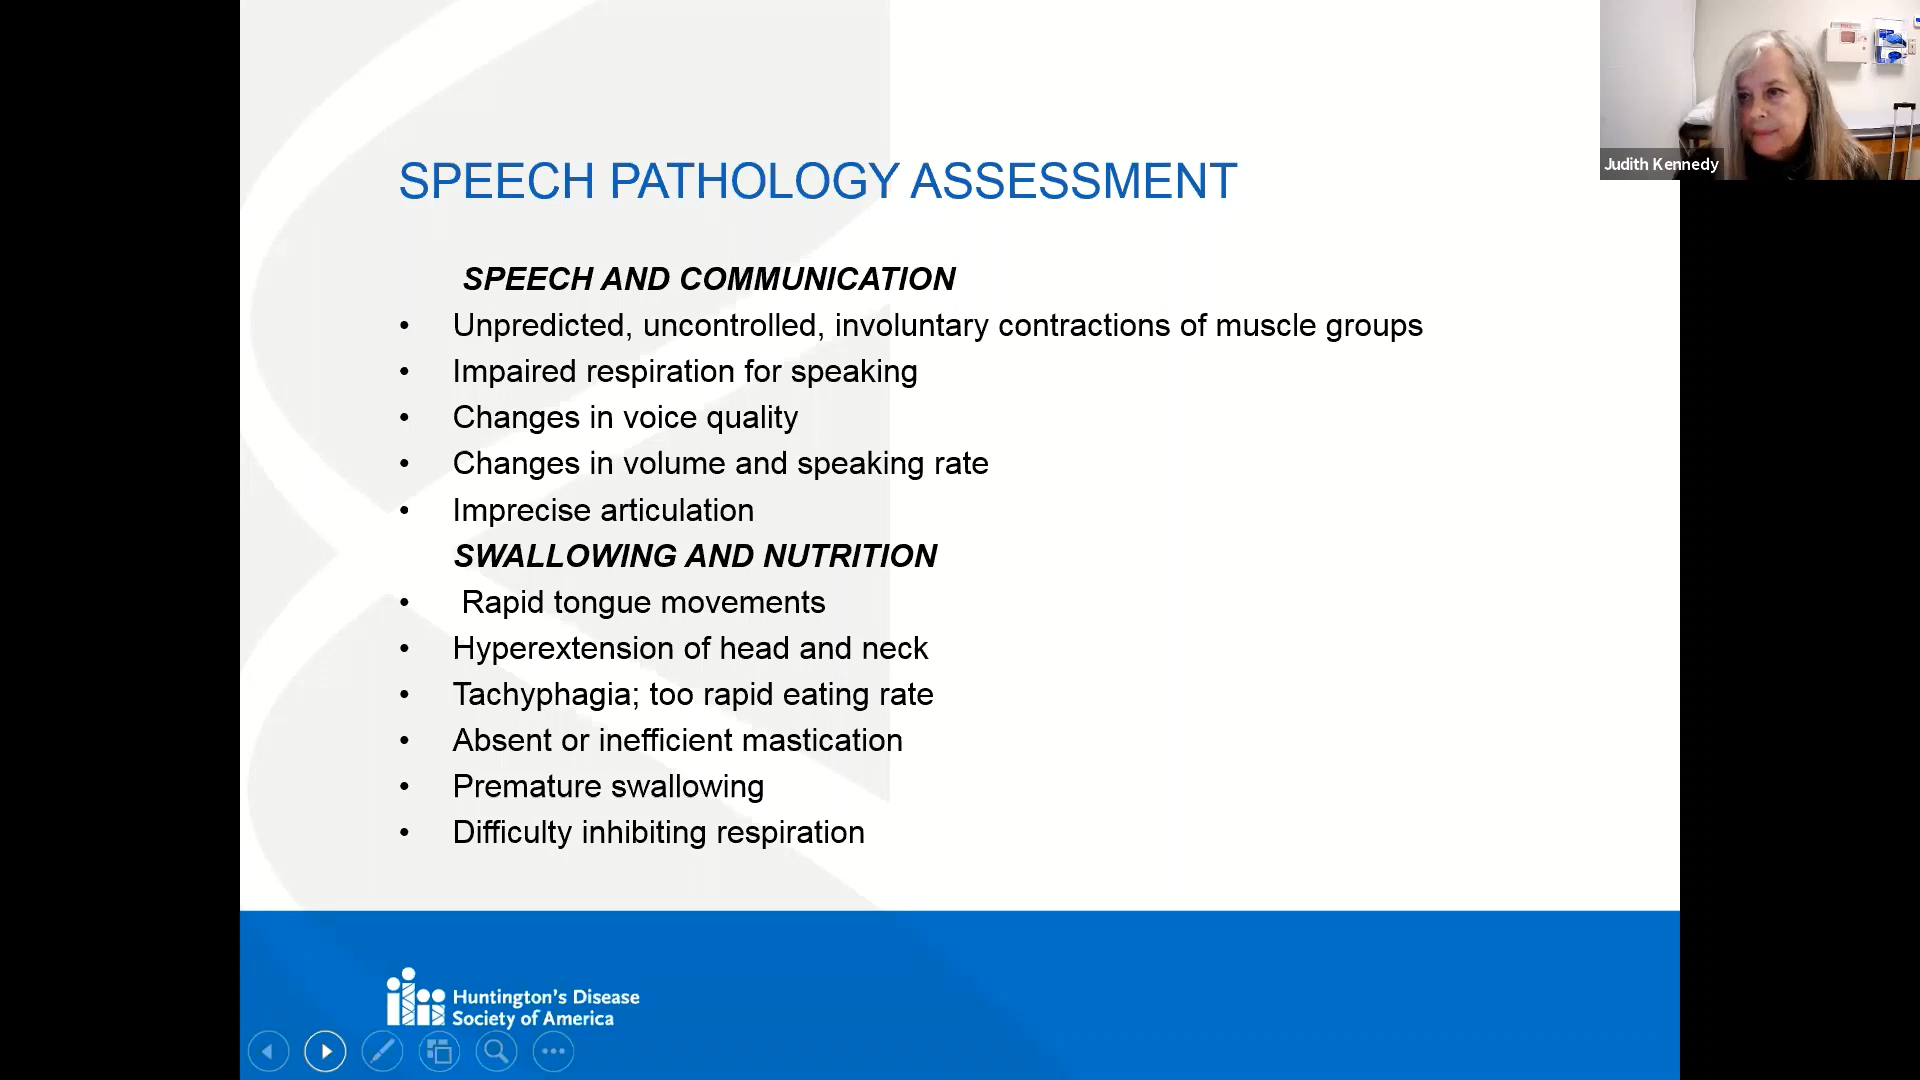 SPEECH PATHOLOGY ASSESSMENT
Judith Kennedy
SPEECH AND COMMUNICATION
• Unpredicted, uncontrolled, involuntary contractions of muscle groups
• Impaired respiration for speaking
• Changes in voice quality
• Changes in volume and speaking rate
• Imprecise articulation
SWALLOWING AND NUTRITION
• Rapid tongue movements
• Hyperextension of head and neck
• Tachyphagia; too rapid eating rate
• Absent or inefficient mastication
• Premature swallowing
• Difficulty inhibiting respiration
Huntington's Disease
Society of America